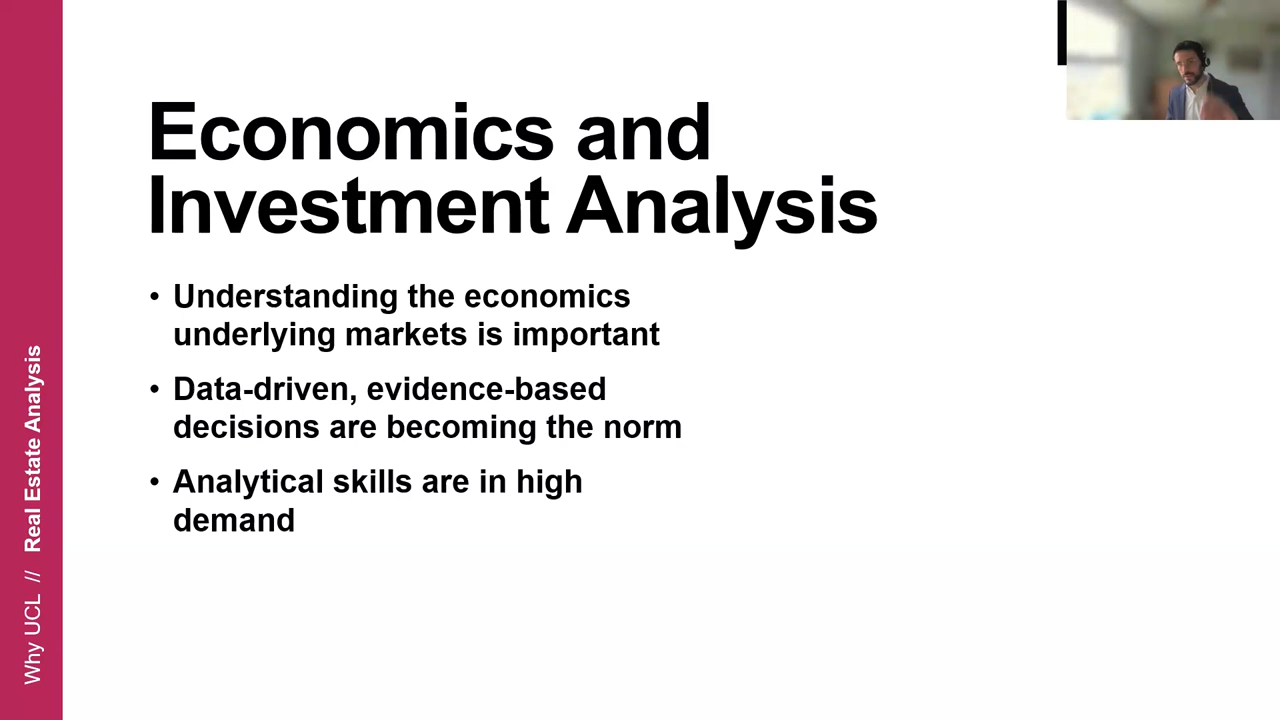 Economics and
Investment Analysis
• Understanding the economics
underlying markets is important
• Data-driven, evidence-based
decisions are becoming the norm
• Analytical skills are in high
demand
Why UCL // Real Estate Analysis